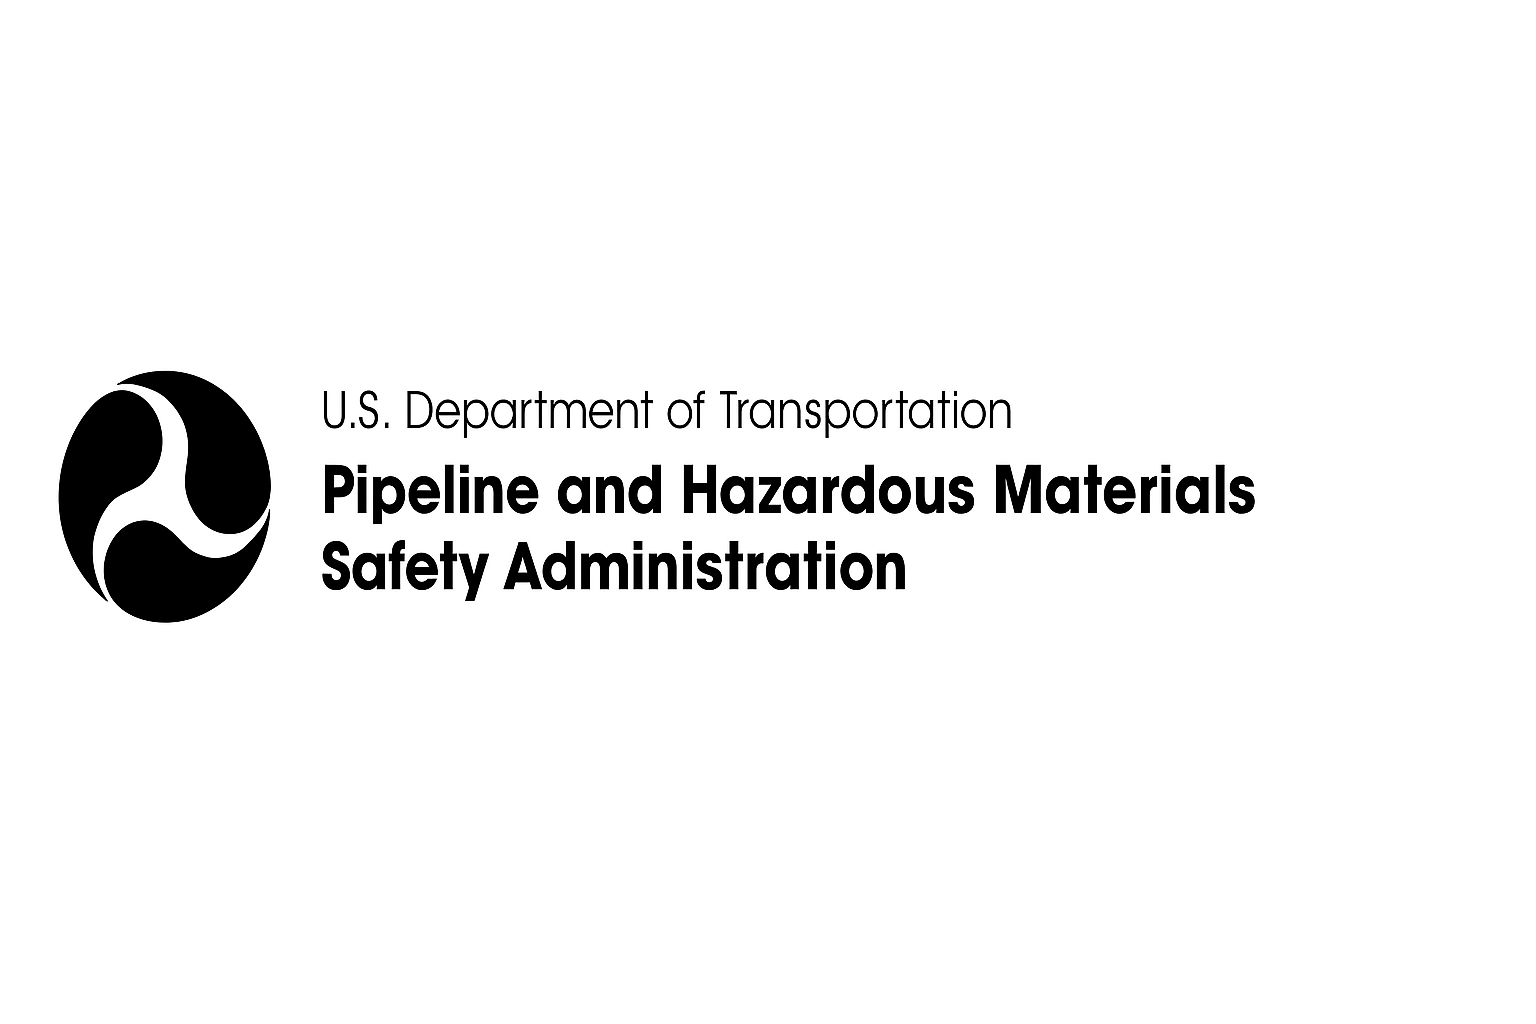 U.S. Department of Transportation
Pipeline and Hazardous Materials
Safety Administration